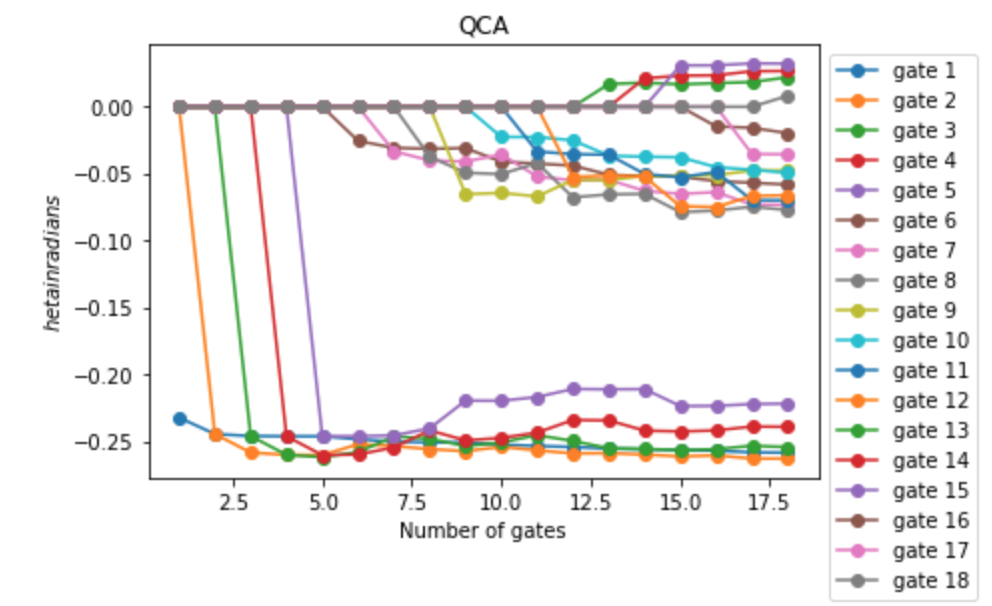 QCA
0.00
−0.05
−0.10
−0.15
−0.20
−0.25
hetainradians
2.5 5.0 7.5 10.0 12.5 15.0 17.5
Number of gates
gate 1
gate 2
gate 3
gate 4
gate 5
gate 6
gate 7
gate 8
gate 9
gate 10
gate 11
gate 12
gate 13
gate 14
gate 15
gate 16
gate 17
gate 18